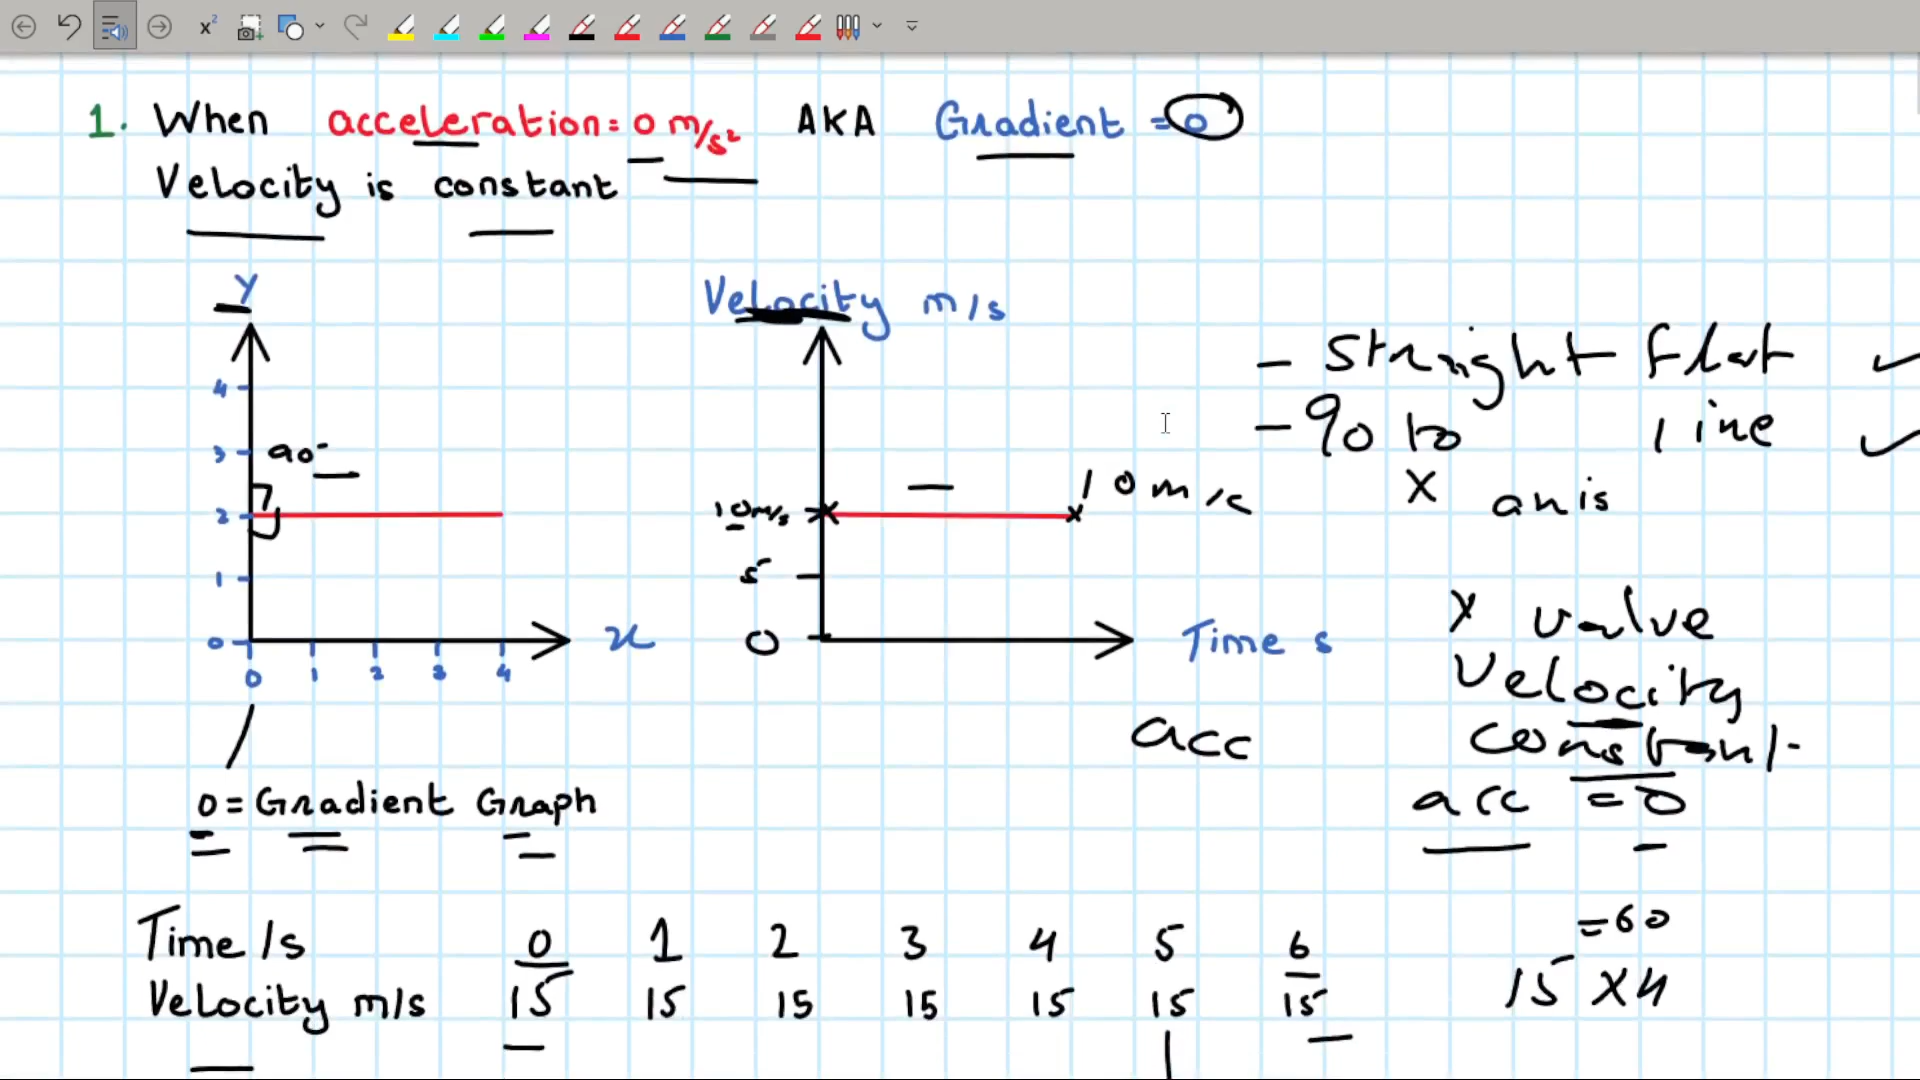 1. When acceleration = 0 m/s² AKA Gradient = 0
Velocity is constant
Y
4
3
2
1
0
0 1 2 3 4
x
90°
0 = Gradient Graph
Velocity m/s
10m/s
5
0
10m/s
Time s
acc
- Straight flat
line
- 90 to
X axis
X value
Velocity
constant
acc = 0
Time /s 0 1 2 3 4 5 6
Velocity m/s 15 15 15 15 15 15 15
=60
15 x4